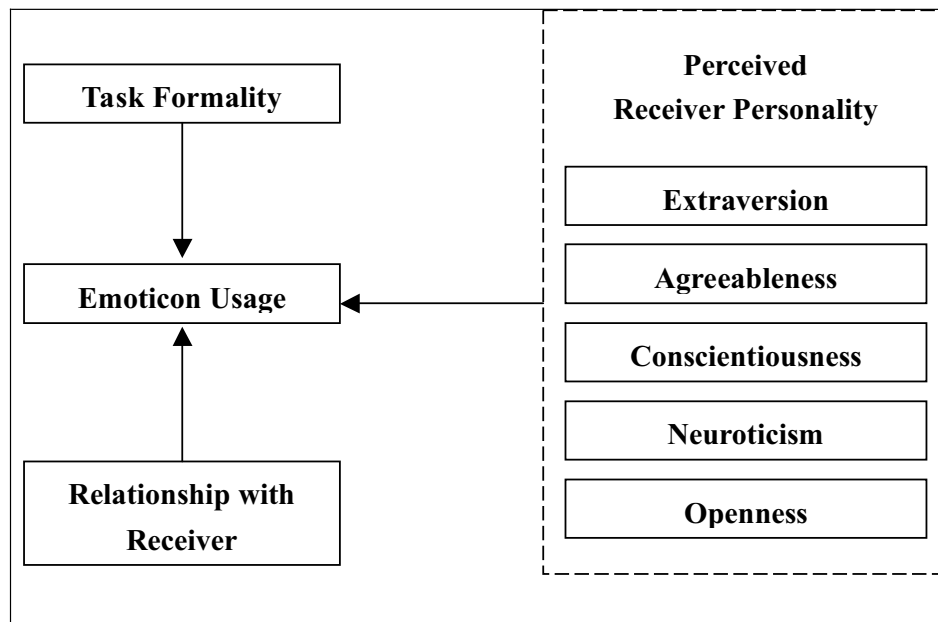 Task Formality
Emoticon Usage
Relationship with
Receiver
Perceived
Receiver Personality
Extraversion
Agreeableness
Conscientiousness
Neuroticism
Openness